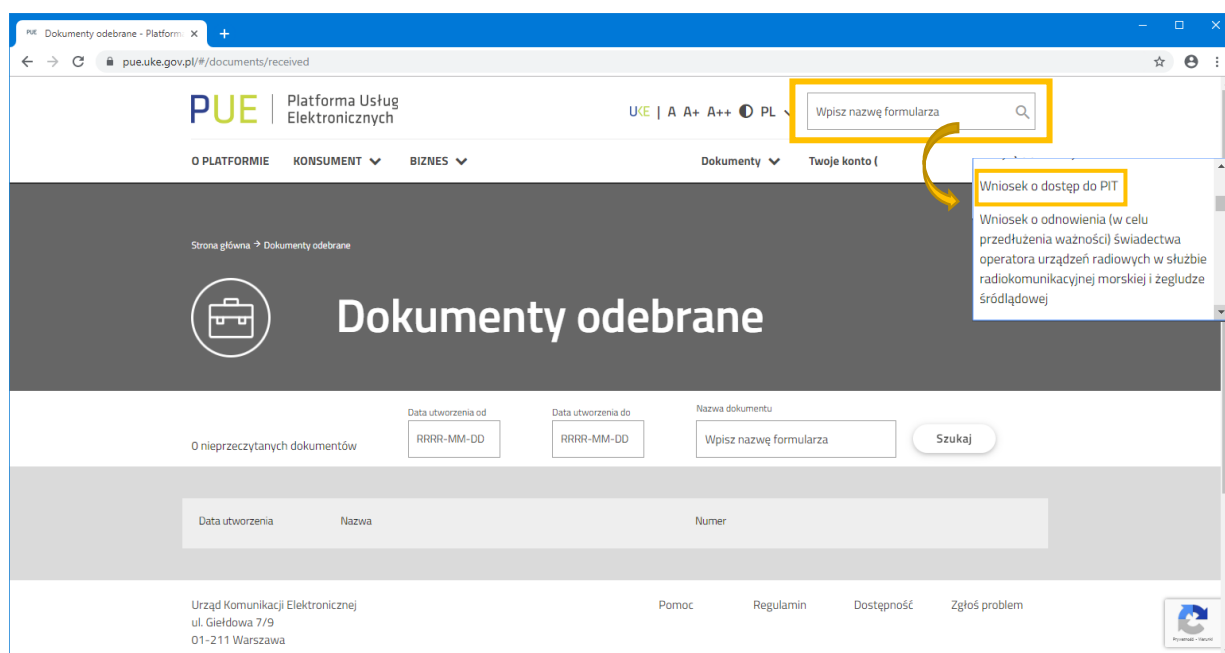 PUE Dokumenty odebrane - Platform
pue.uke.gov.pl/#/documents/received
PUE Platforma Usług
Elektronicznych
UKE | A A+ A++ PL
Wpisz nazwę formularza
O PLATFORMIE KONSUMENT BIZNES Dokumenty Twoje konto (
Wniosek o dostęp do PIT
Wniosek o odnowienia (w celu
przedłużenia ważności) świadectwa
operatora urządzeń radiowych w służbie
radiokomunikacyjnej morskiej i żegludze
śródlądowej
Strona główna → Dokumenty odebrane
Dokumenty odebrane
Data utworzenia od Data utworzenia do Nazwa dokumentu
0 nieprzeczytanych dokumentów RRRR-MM-DD RRRR-MM-DD Wpisz nazwę formularza Szukaj
Data utworzenia Nazwa Numer
Urząd Komunikacji Elektronicznej
ul. Giełdowa 7/9
01-211 Warszawa
Pomoc Regulamin Dostępność Zgłoś problem